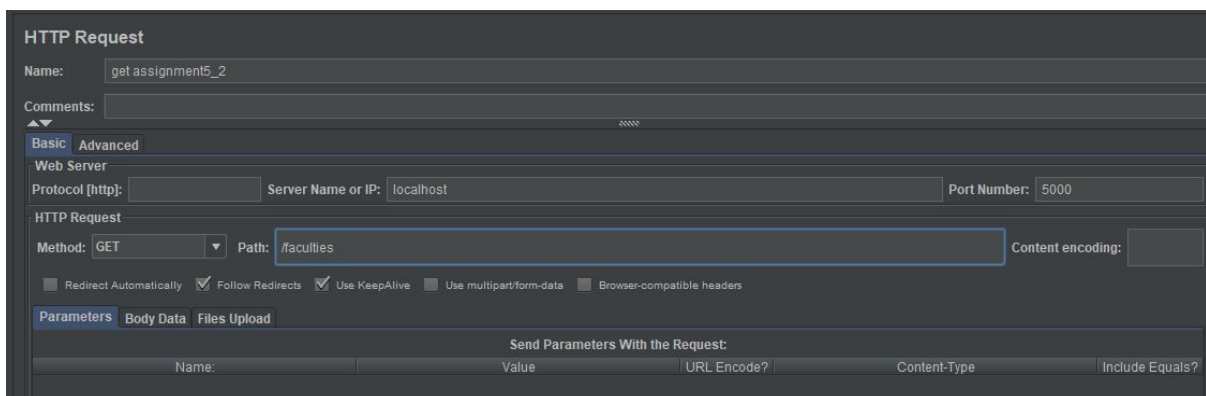 HTTP Request
Name: get assignment5_2
Comments:
Basic Advanced
Web Server
Protocol [http]: Server Name or IP: localhost Port Number: 5000
HTTP Request
Method: GET Path: /faculties Content encoding:
Redirect Automatically Follow Redirects Use KeepAlive Use multipart/form-data Browser-compatible headers
Parameters Body Data Files Upload
Send Parameters With the Request:
Name: Value URL Encode? Content-Type Include Equals?